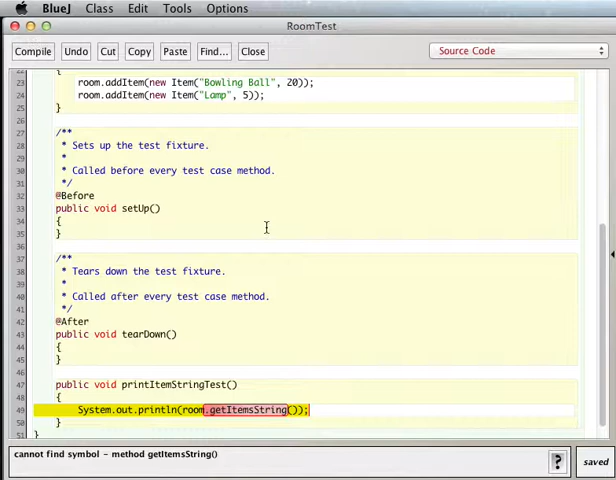 BlueJ Class Edit Tools Options
RoomTest
Compile Undo Cut Copy Paste Find... Close Source Code
22 {
23 room.addItem(new Item("Bowling Ball", 20));
24 room.addItem(new Item("Lamp", 5));
25 }
26
27 /**
28 * Sets up the test fixture.
29 *
30 * Called before every test case method.
31 */
32 @Before
33 public void setUp()
34 {
35 }
36
37 /**
38 * Tears down the test fixture.
39 *
40 * Called after every test case method.
41 */
42 @After
43 public void tearDown()
44 {
45 }
46
47 public void printItemStringTest()
48 {
49 System.out.println(room.getItemsString());
50 }
51 }
cannot find symbol - method getItemsString()
? saved